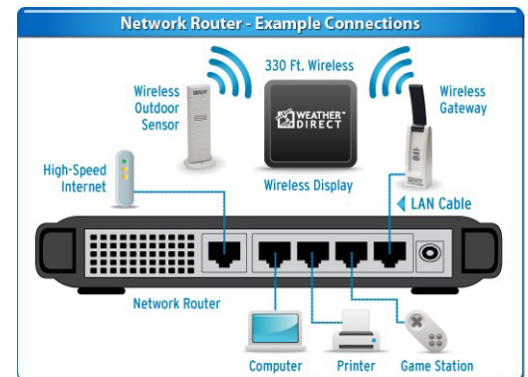 Network Router - Example Connections
330 Ft. Wireless
Wireless
Outdoor
Sensor
WEATHER™
DIRECT
Wireless
Gateway
High-Speed
Internet
Wireless Display
LAN Cable
Network Router
Computer
Printer
Game Station